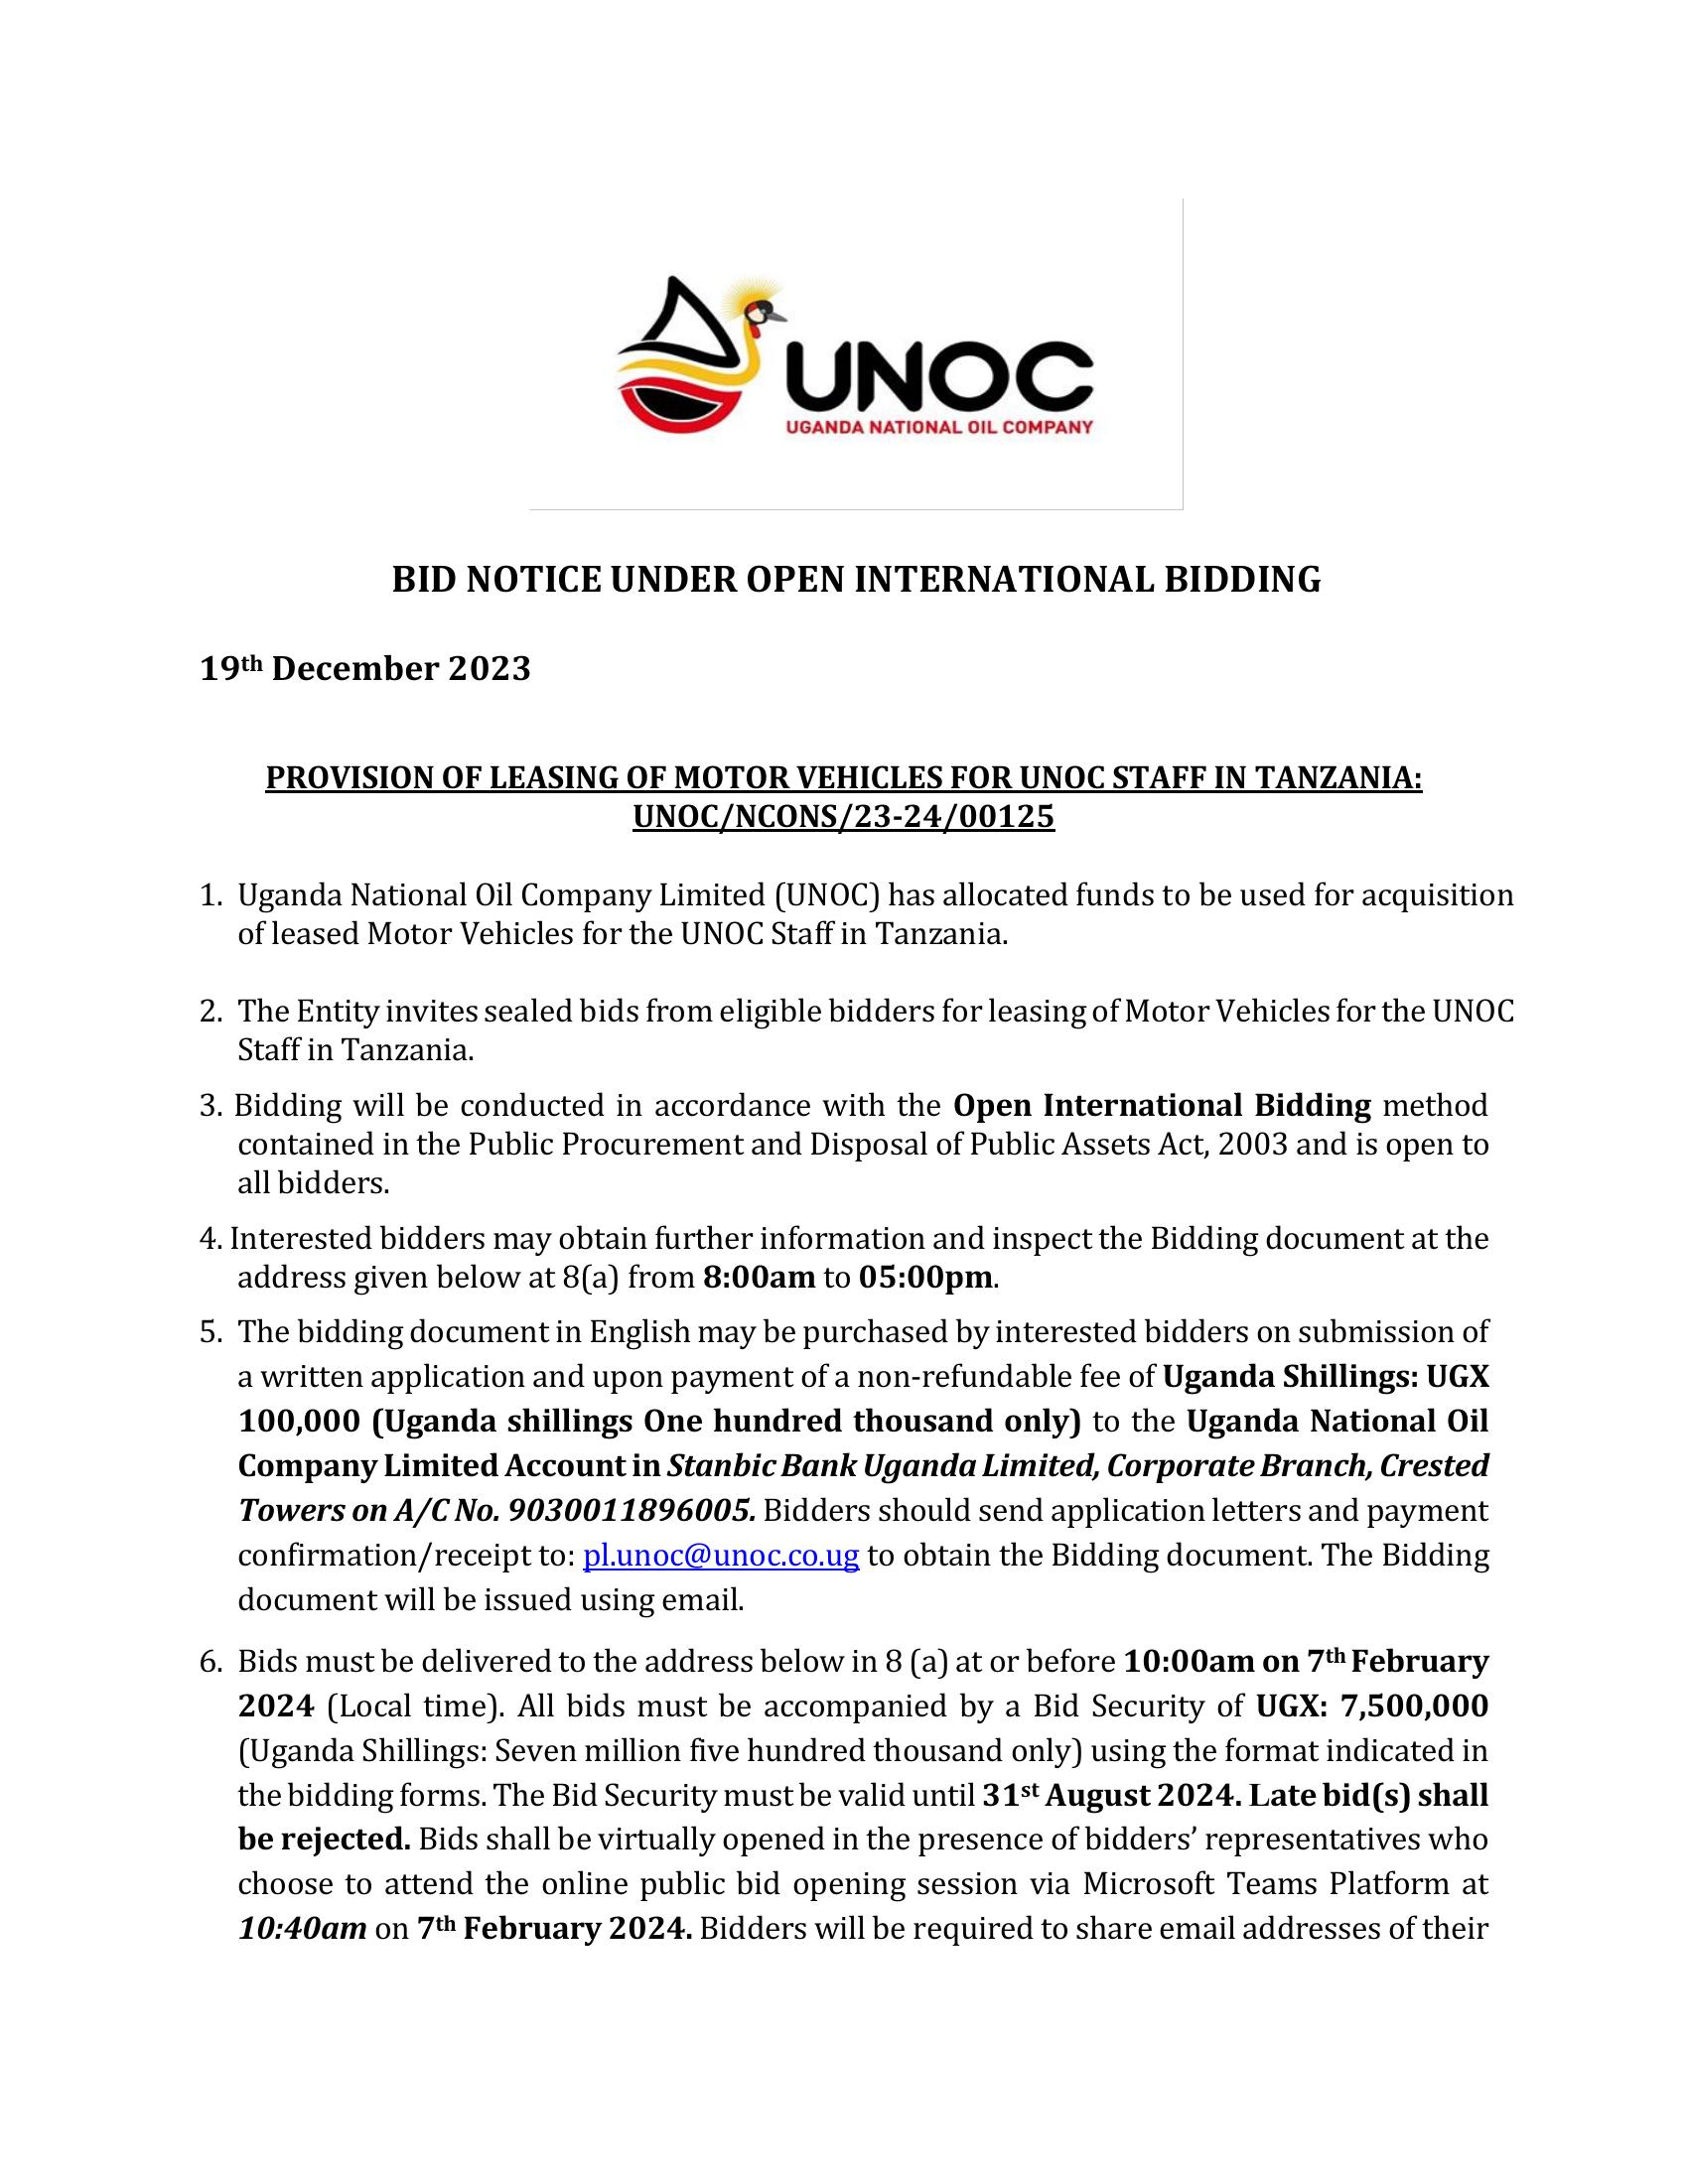 UNOC
UGANDA NATIONAL OIL COMPANY
BID NOTICE UNDER OPEN INTERNATIONAL BIDDING
19th December 2023
PROVISION OF LEASING OF MOTOR VEHICLES FOR UNOC STAFF IN TANZANIA:
UNOC/NCONS/23-24/00125
1. Uganda National Oil Company Limited (UNOC) has allocated funds to be used for acquisition
of leased Motor Vehicles for the UNOC Staff in Tanzania.
2. The Entity invites sealed bids from eligible bidders for leasing of Motor Vehicles for the UNOC
Staff in Tanzania.
3. Bidding will be conducted in accordance with the Open International Bidding method
contained in the Public Procurement and Disposal of Public Assets Act, 2003 and is open to
all bidders.
4. Interested bidders may obtain further information and inspect the Bidding document at the
address given below at 8(a) from 8:00am to 05:00pm.
5. The bidding document in English may be purchased by interested bidders on submission of
a written application and upon payment of a non-refundable fee of Uganda Shillings: UGX
100,000 (Uganda shillings One hundred thousand only) to the Uganda National Oil
Company Limited Account in Stanbic Bank Uganda Limited, Corporate Branch, Crested
Towers on A/C No. 9030011896005. Bidders should send application letters and payment
confirmation/receipt to: pl.unoc@unoc.co.ug to obtain the Bidding document. The Bidding
document will be issued using email.
6. Bids must be delivered to the address below in 8 (a) at or before 10:00am on 7th February
2024 (Local time). All bids must be accompanied by a Bid Security of UGX: 7,500,000
(Uganda Shillings: Seven million five hundred thousand only) using the format indicated in
the bidding forms. The Bid Security must be valid until 31st August 2024. Late bid(s) shall
be rejected. Bids shall be virtually opened in the presence of bidders’ representatives who
choose to attend the online public bid opening session via Microsoft Teams Platform at
10:40am on 7th February 2024. Bidders will be required to share email addresses of their